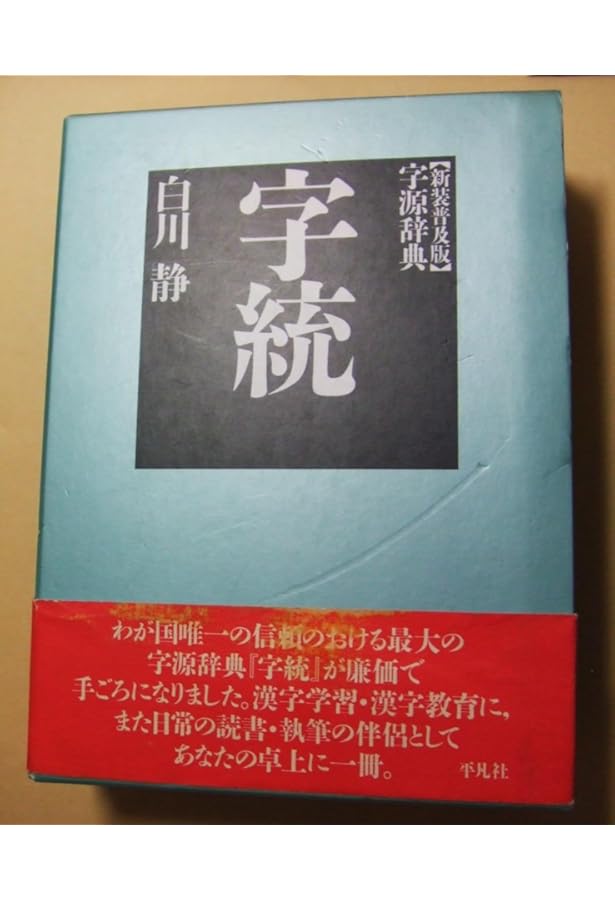 【新装普及版】
字源辞典
字統
白川 静
わが国唯一の信頼のおける最大の
字源辞典『字統』が廉価で
手ごろになりました。漢字学習・漢字教育に,
また日常の読書・執筆の伴侶として
あなたの卓上に一冊。
平凡社